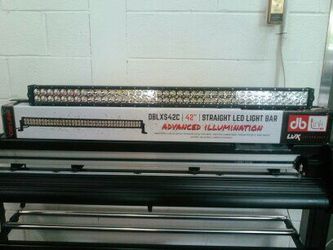 DBLXS42C | 42" | STRAIGHT LED LIGHT BAR
ADVANCED ILLUMINATION
db
LUX